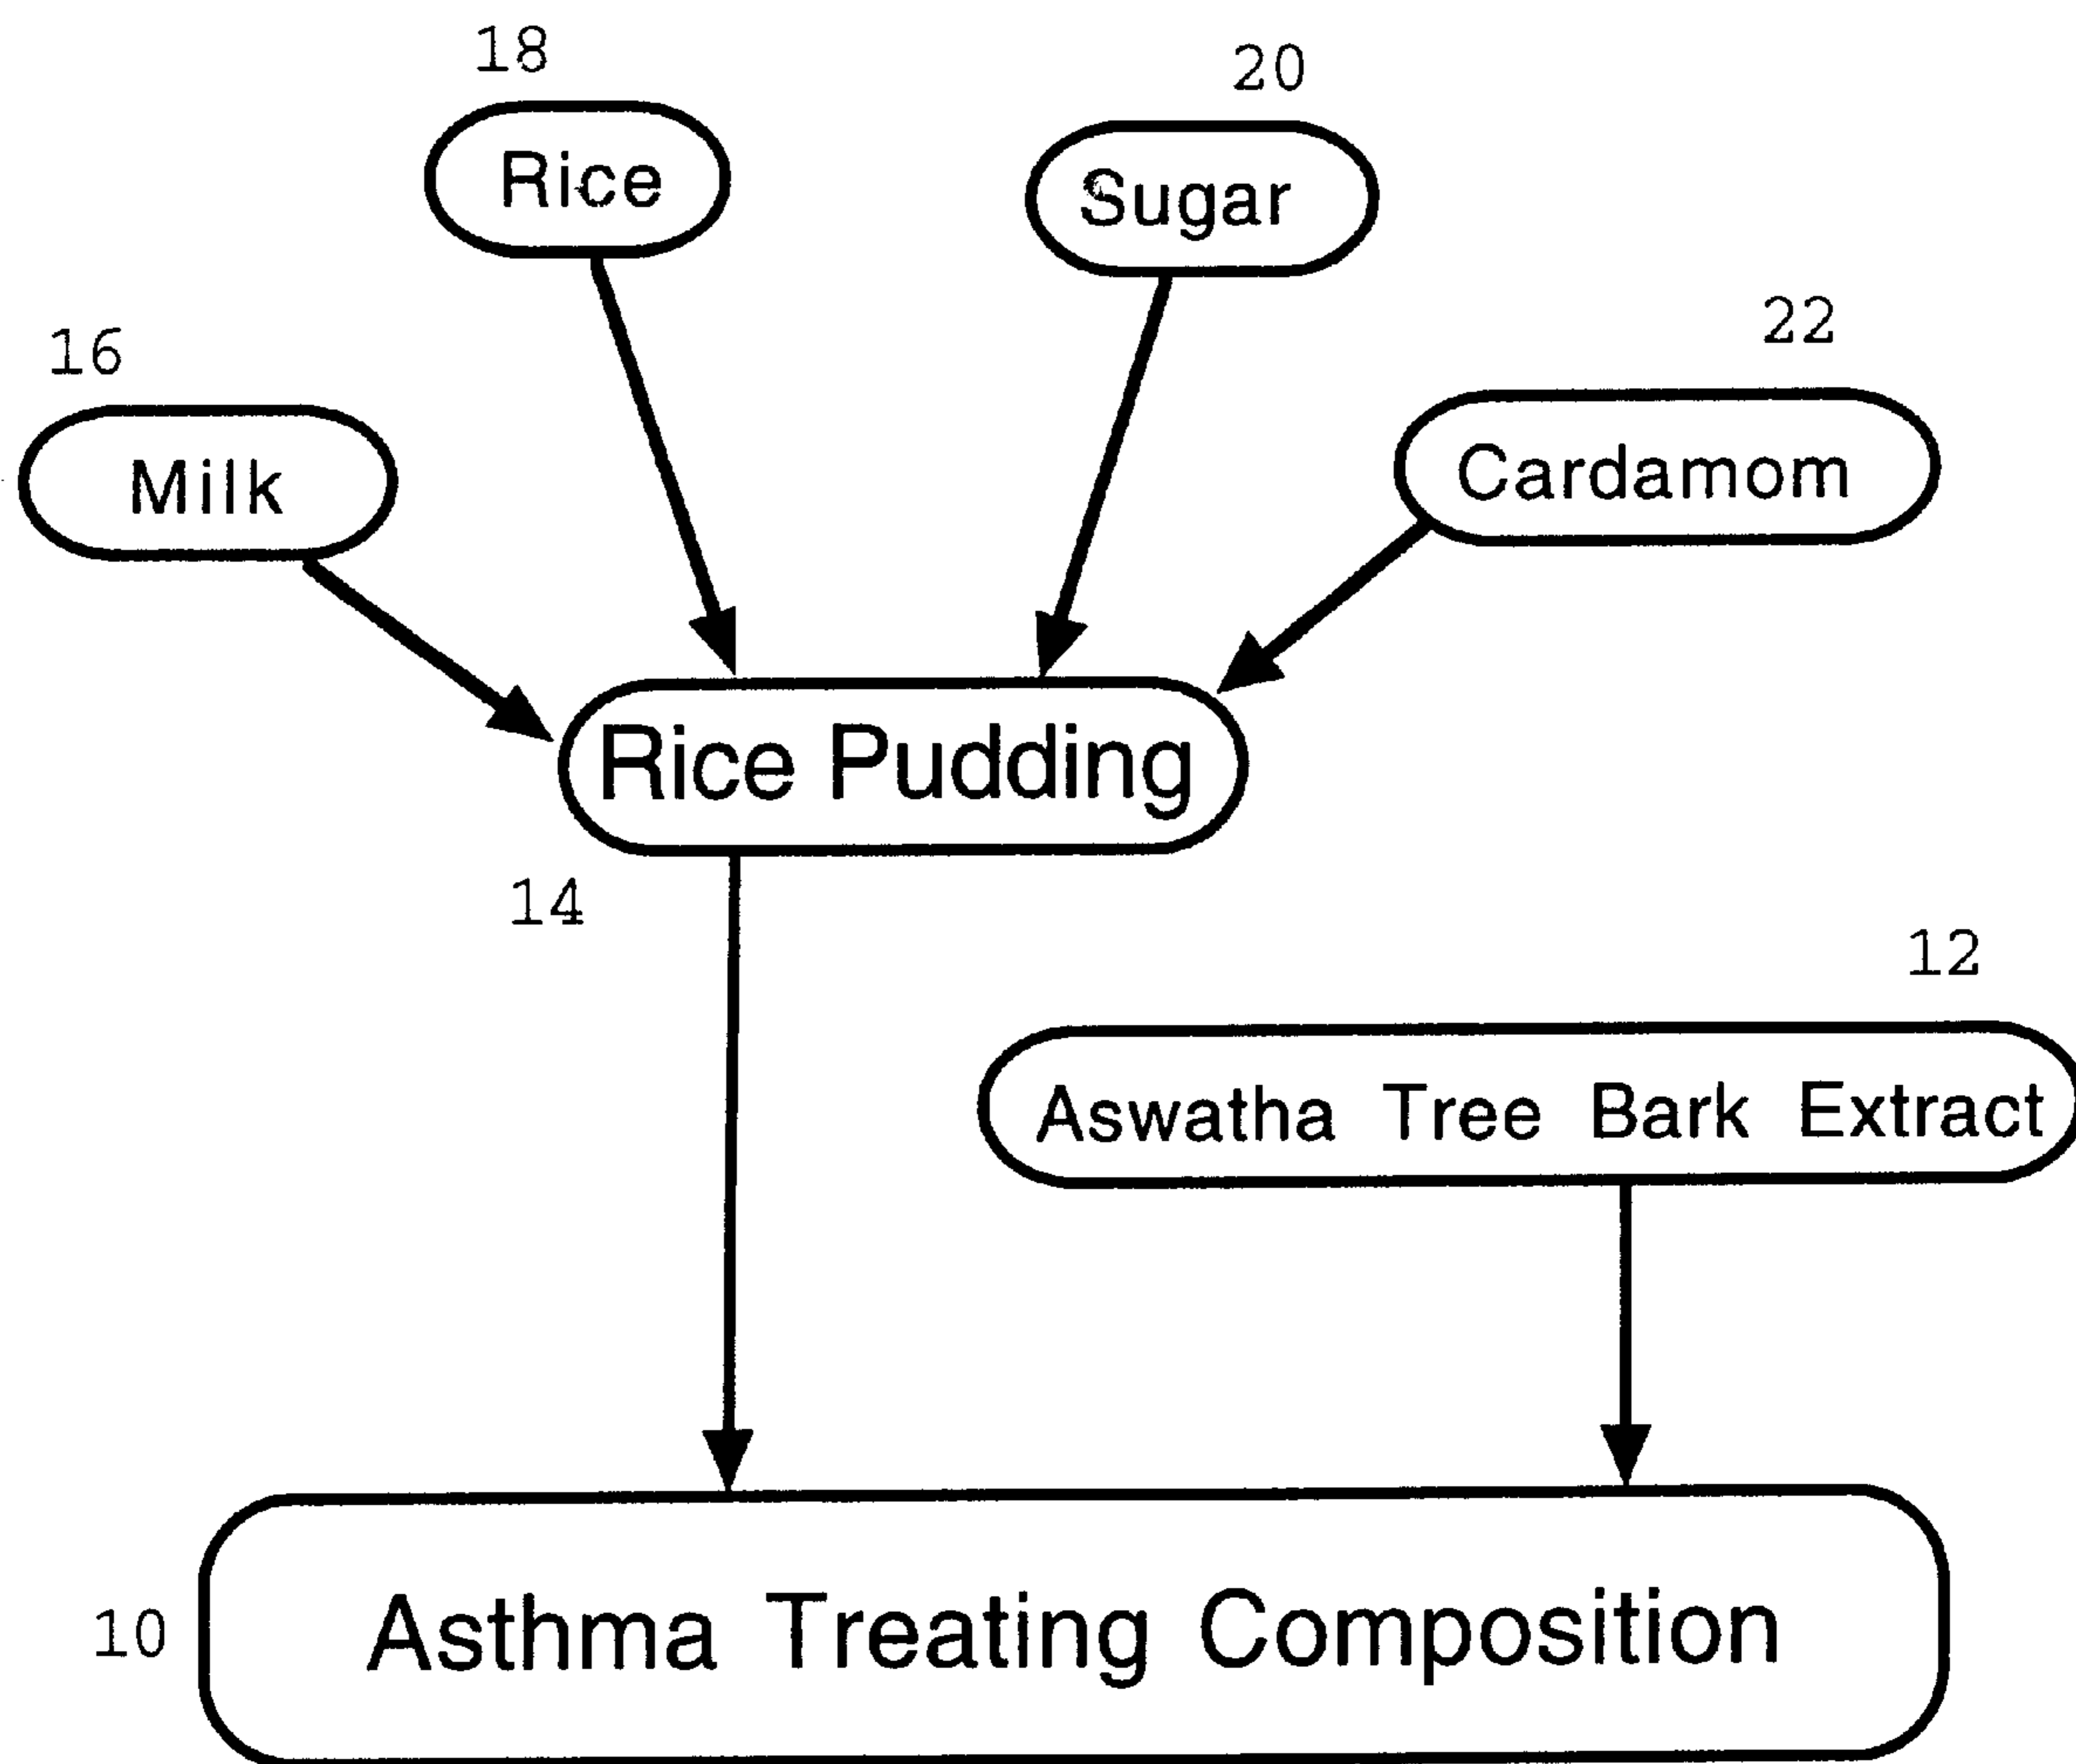 18
20
Rice
Sugar
22
16
Cardamom
Milk
Rice Pudding
14
12
Aswatha Tree Bark Extract
Asthma Treating Composition
10